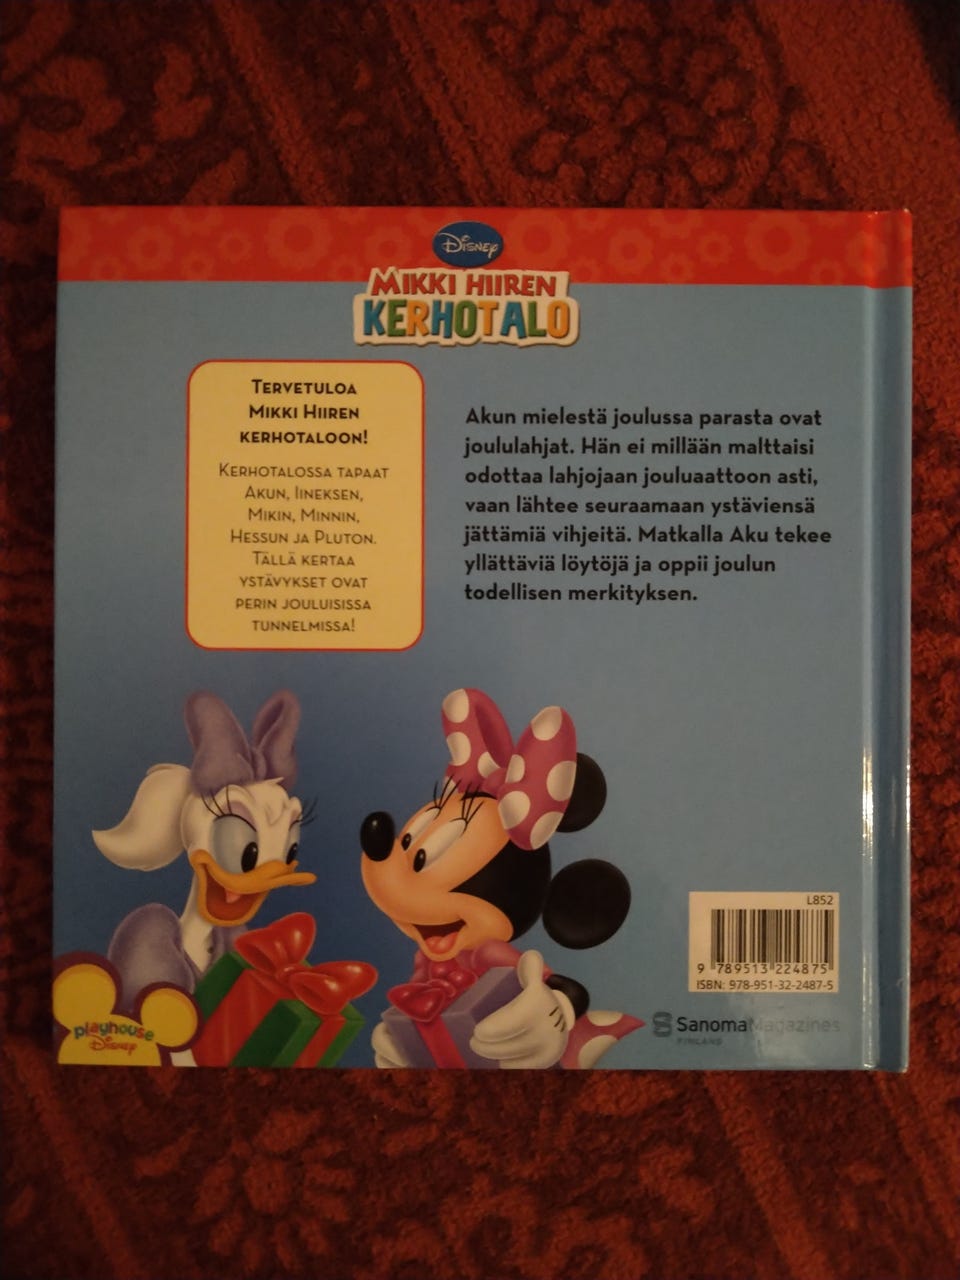 Disney
MIKKI HIIREN
KERHOTALO
TERVETULOA
MIKKI HIIREN
KERHOTALOON!
KERHOTALOSSA TAPAAT
AKUN, IINEKSEN,
MIKIN, MINNIN,
HESSUN JA PLUTON.
TÄLLÄ KERTAA
YSTÄVYKSET OVAT
PERIN JOULUISISSA
TUNNELMISSA!
Akun mielestä joulussa parasta ovat
joululahjat. Hän ei millään malttaisi
odottaa lahjojaan jouluaattoon asti,
vaan lähtee seuraamaan ystäviensä
jättämiä vihjeitä. Matkalla Aku tekee
yllättäviä löytöjä ja oppii joulun
todellisen merkityksen.
L852
9 789513 224875
ISBN: 978-951-32-2487-5
SanomaMagazines
FINLAND
playhouse
Disney